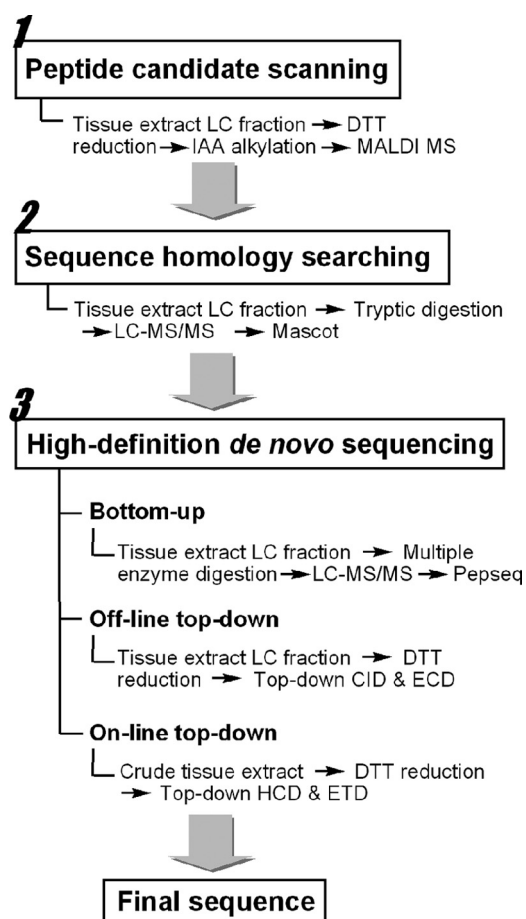 1
Peptide candidate scanning
Tissue extract LC fraction → DTT
reduction → IAA alkylation → MALDI MS
2
Sequence homology searching
Tissue extract LC fraction → Tryptic digestion
→ LC-MS/MS → Mascot
3
High-definition de novo sequencing
Bottom-up
Tissue extract LC fraction → Multiple
enzyme digestion → LC-MS/MS → Pepseq
Off-line top-down
Tissue extract LC fraction → DTT
reduction → Top-down CID & ECD
On-line top-down
Crude tissue extract → DTT reduction
→ Top-down HCD & ETD
Final sequence